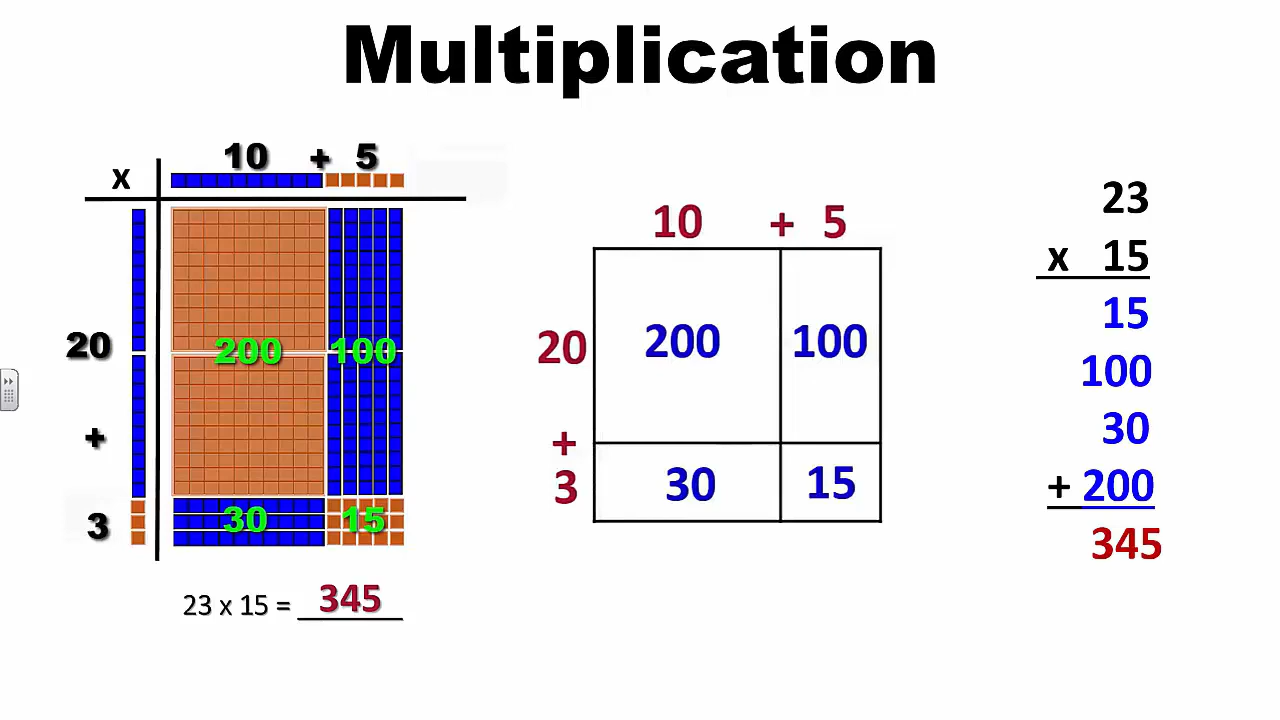 Multiplication
10 + 5
x
20
200 100
+
3
30 15
23 x 15 = 345
10 + 5
20
200 100
+
3
30 15
23
x 15
15
100
30
+ 200
345